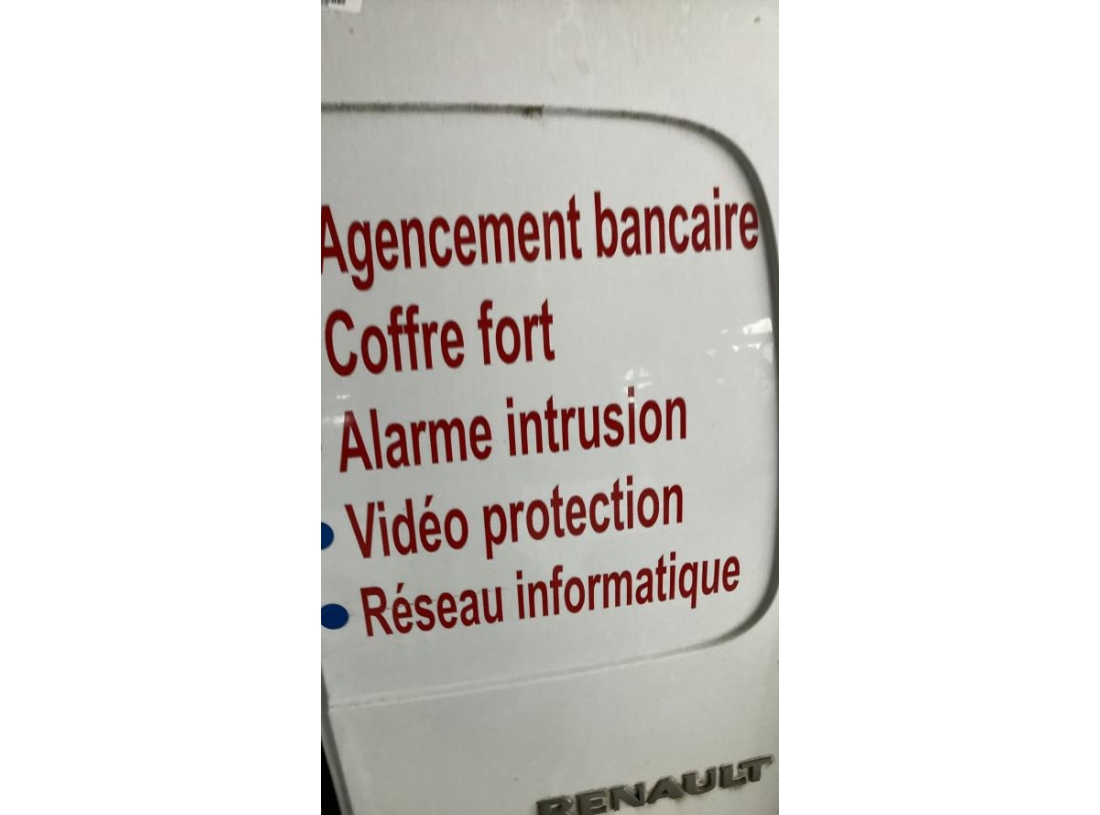 Agencement bancaire
Coffre fort
Alarme intrusion
• Vidéo protection
• Réseau informatique
RENAULT